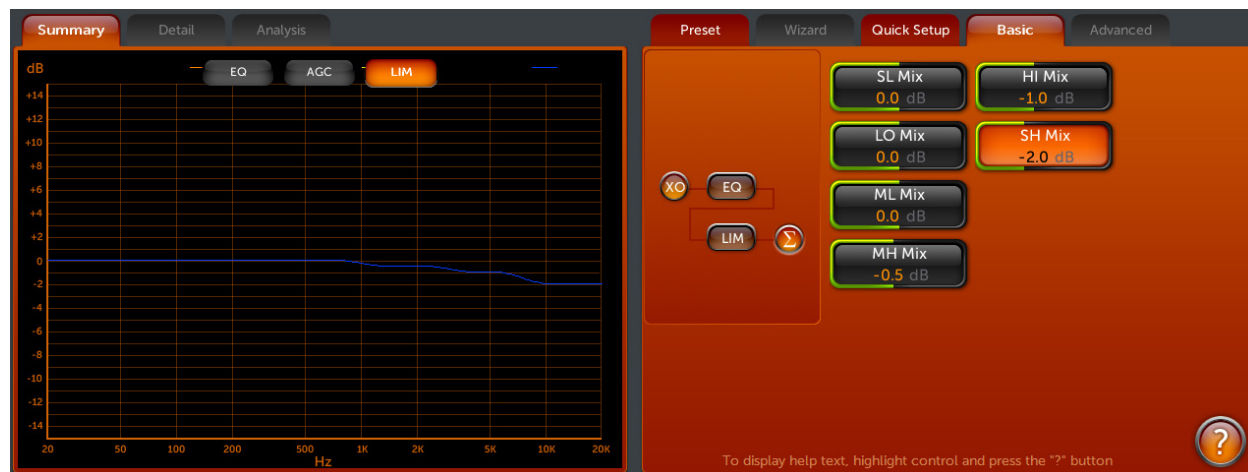 Summary
Detail
Analysis
Preset
Wizard
Quick Setup
Basic
Advanced
dB
EQ
AGC
LIM
+14
+12
+10
+8
+6
+4
+2
0
-2
-4
-6
-8
-10
-12
-14
20 50 100 200 500 1K 2K 5K 10K 20K
Hz
XO
EQ
LIM
Σ
SL Mix
0.0 dB
HI Mix
-1.0 dB
LO Mix
0.0 dB
SH Mix
-2.0 dB
ML Mix
0.0 dB
MH Mix
-0.5 dB
To display help text, highlight control and press the "?" button
?